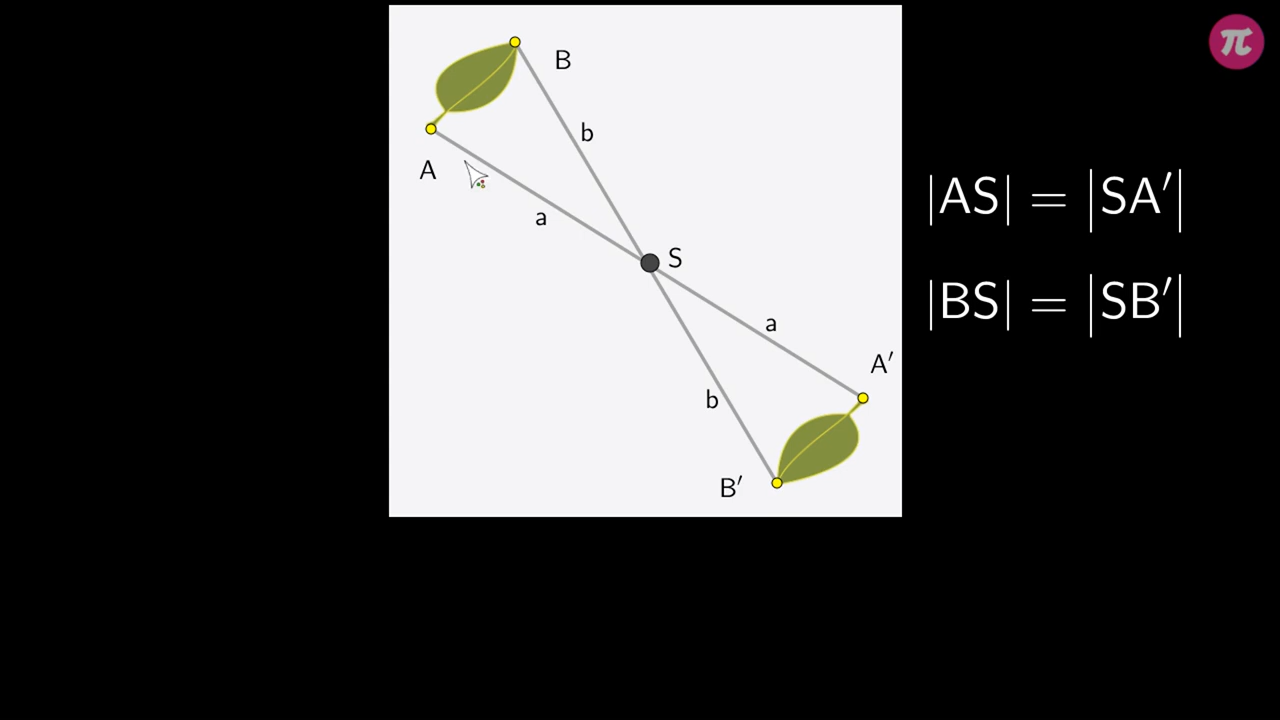 B
b
A
a
S
a
A′
b
B′
|AS| = |SA′|
|BS| = |SB′|
π